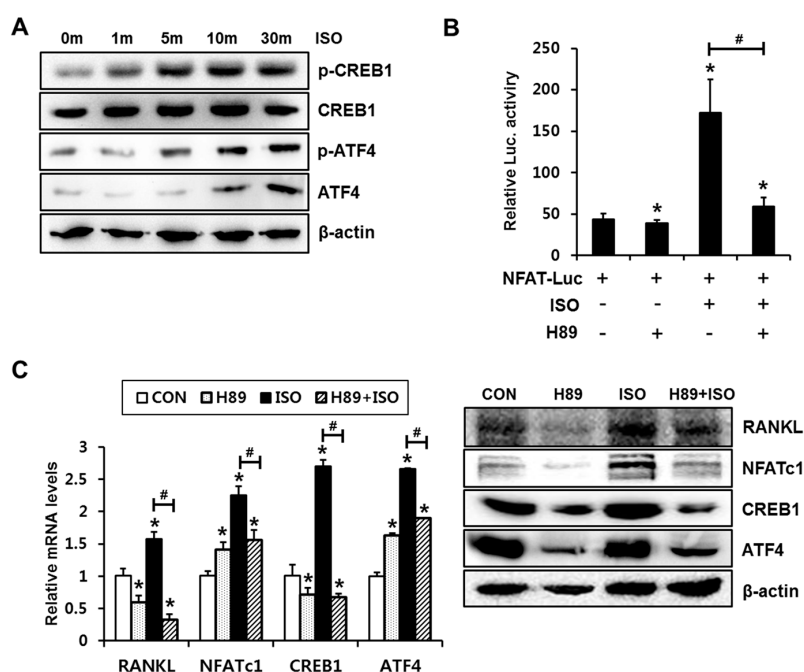 A
0m 1m 5m 10m 30m ISO
p-CREB1
CREB1
p-ATF4
ATF4
β-actin
B
Relative Luc. activiry
250
200
150
100
50
0
#
* * *
NFAT-Luc + + + +
ISO - - + +
H89 - + - +
C
CON H89 ISO H89+ISO
Relative mRNA levels
3
2.5
2
1.5
1
0.5
0
# # # #
* * * * * * * * * * * *
RANKL NFATc1 CREB1 ATF4
CON H89 ISO H89+ISO
RANKL
NFATc1
CREB1
ATF4
β-actin